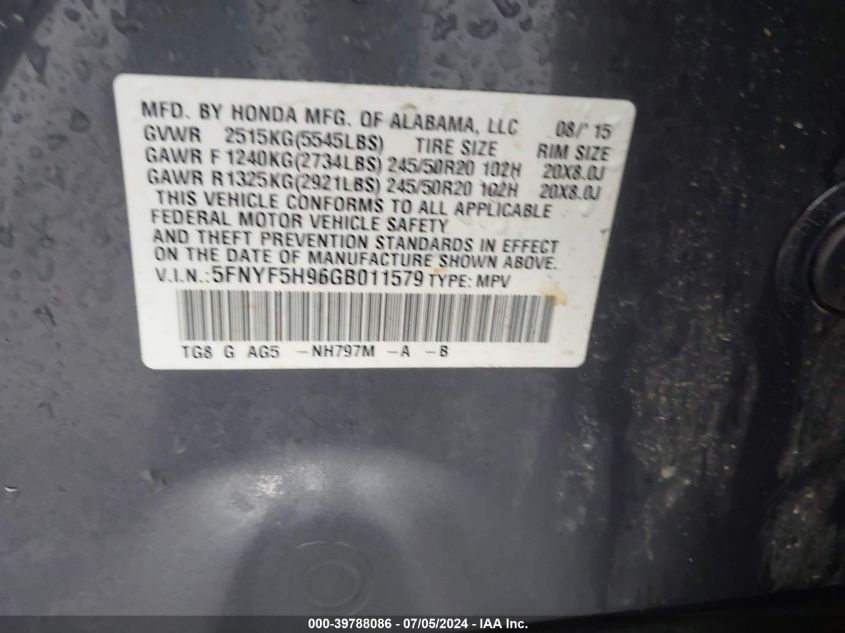 MFD. BY HONDA MFG. OF ALABAMA, LLC 08/'15
GVWR 2515KG(5545LBS) TIRE SIZE RIM SIZE
GAWR F 1240KG(2734LBS) 245/50R20 102H 20X8.0J
GAWR R 1325KG(2921LBS) 245/50R20 102H 20X8.0J
THIS VEHICLE CONFORMS TO ALL APPLICABLE
FEDERAL MOTOR VEHICLE SAFETY
AND THEFT PREVENTION STANDARDS IN EFFECT
ON THE DATE OF MANUFACTURE SHOWN ABOVE.
V.I.N.:5FNYF5H96GB011579 TYPE: MPV
TG8 G AG5 -NH797M -A -B
000-39788086 - 07/05/2024 - IAA Inc.